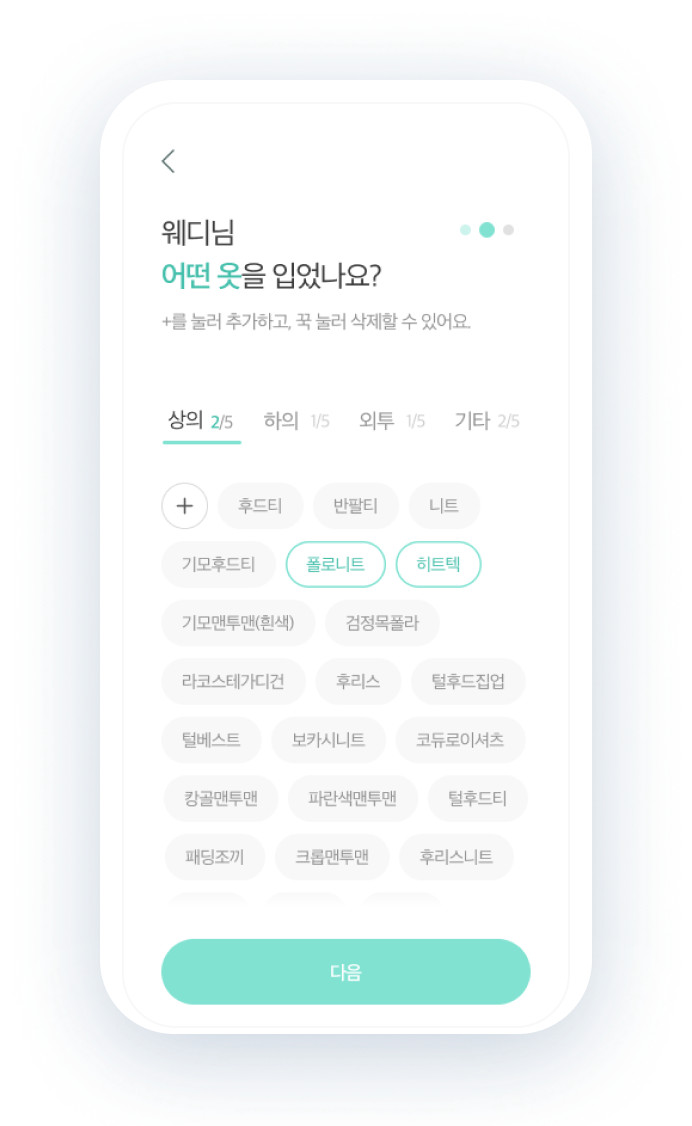 웨디님
어떤 옷을 입었나요?
+를 눌러 추가하고, 꾹 눌러 삭제할 수 있어요.
상의 2/5 하의 1/5 외투 1/5 기타 2/5
+ 후드티 반팔티 니트
기모후드티 폴로니트 히트텍
기모맨투맨(흰색) 검정목폴라
라코스테가디건 후리스 털후드집업
털베스트 보카시니트 코듀로이셔츠
캉골맨투맨 파란색맨투맨 털후드티
패딩조끼 크롭맨투맨 후리스니트
다음